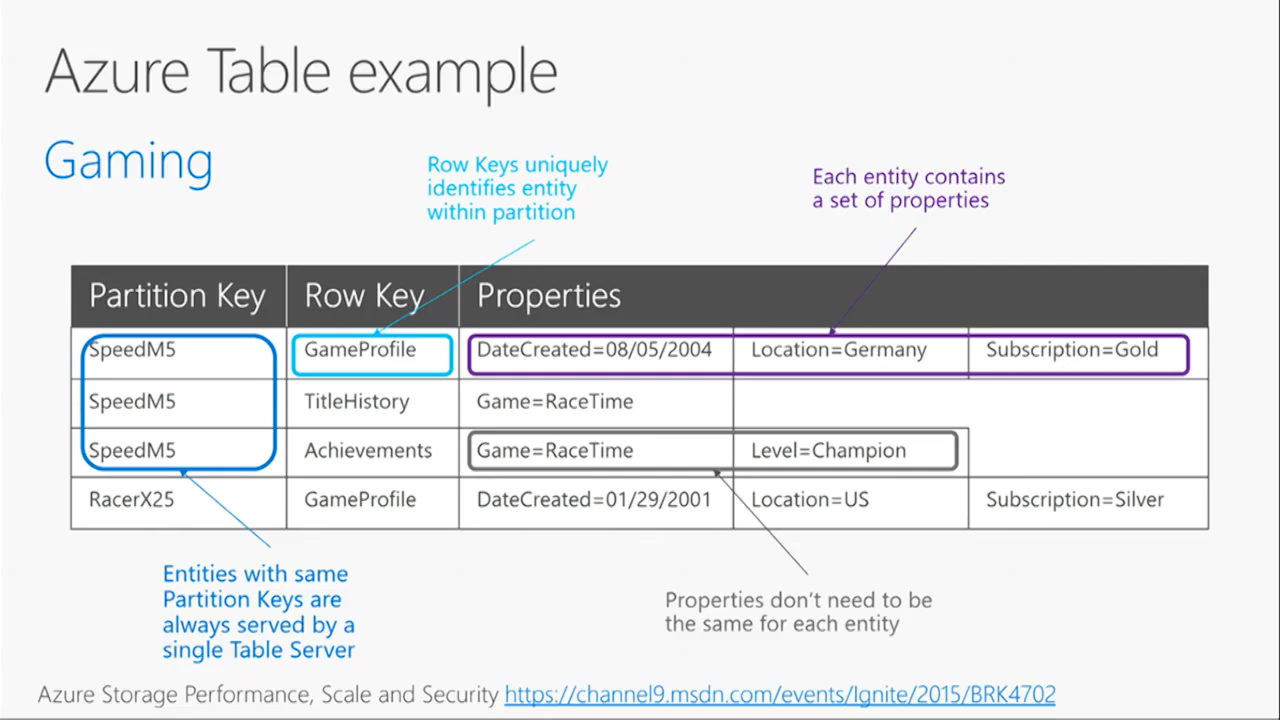 Azure Table example
Gaming
Row Keys uniquely
identifies entity
within partition
Each entity contains
a set of properties
Partition Key Row Key Properties
SpeedM5 GameProfile DateCreated=08/05/2004 Location=Germany Subscription=Gold
SpeedM5 TitleHistory Game=RaceTime
SpeedM5 Achievements Game=RaceTime Level=Champion
RacerX25 GameProfile DateCreated=01/29/2001 Location=US Subscription=Silver
Entities with same
Partition Keys are
always served by a
single Table Server
Properties don't need to be
the same for each entity
Azure Storage Performance, Scale and Security https://channel9.msdn.com/events/Ignite/2015/BRK4702